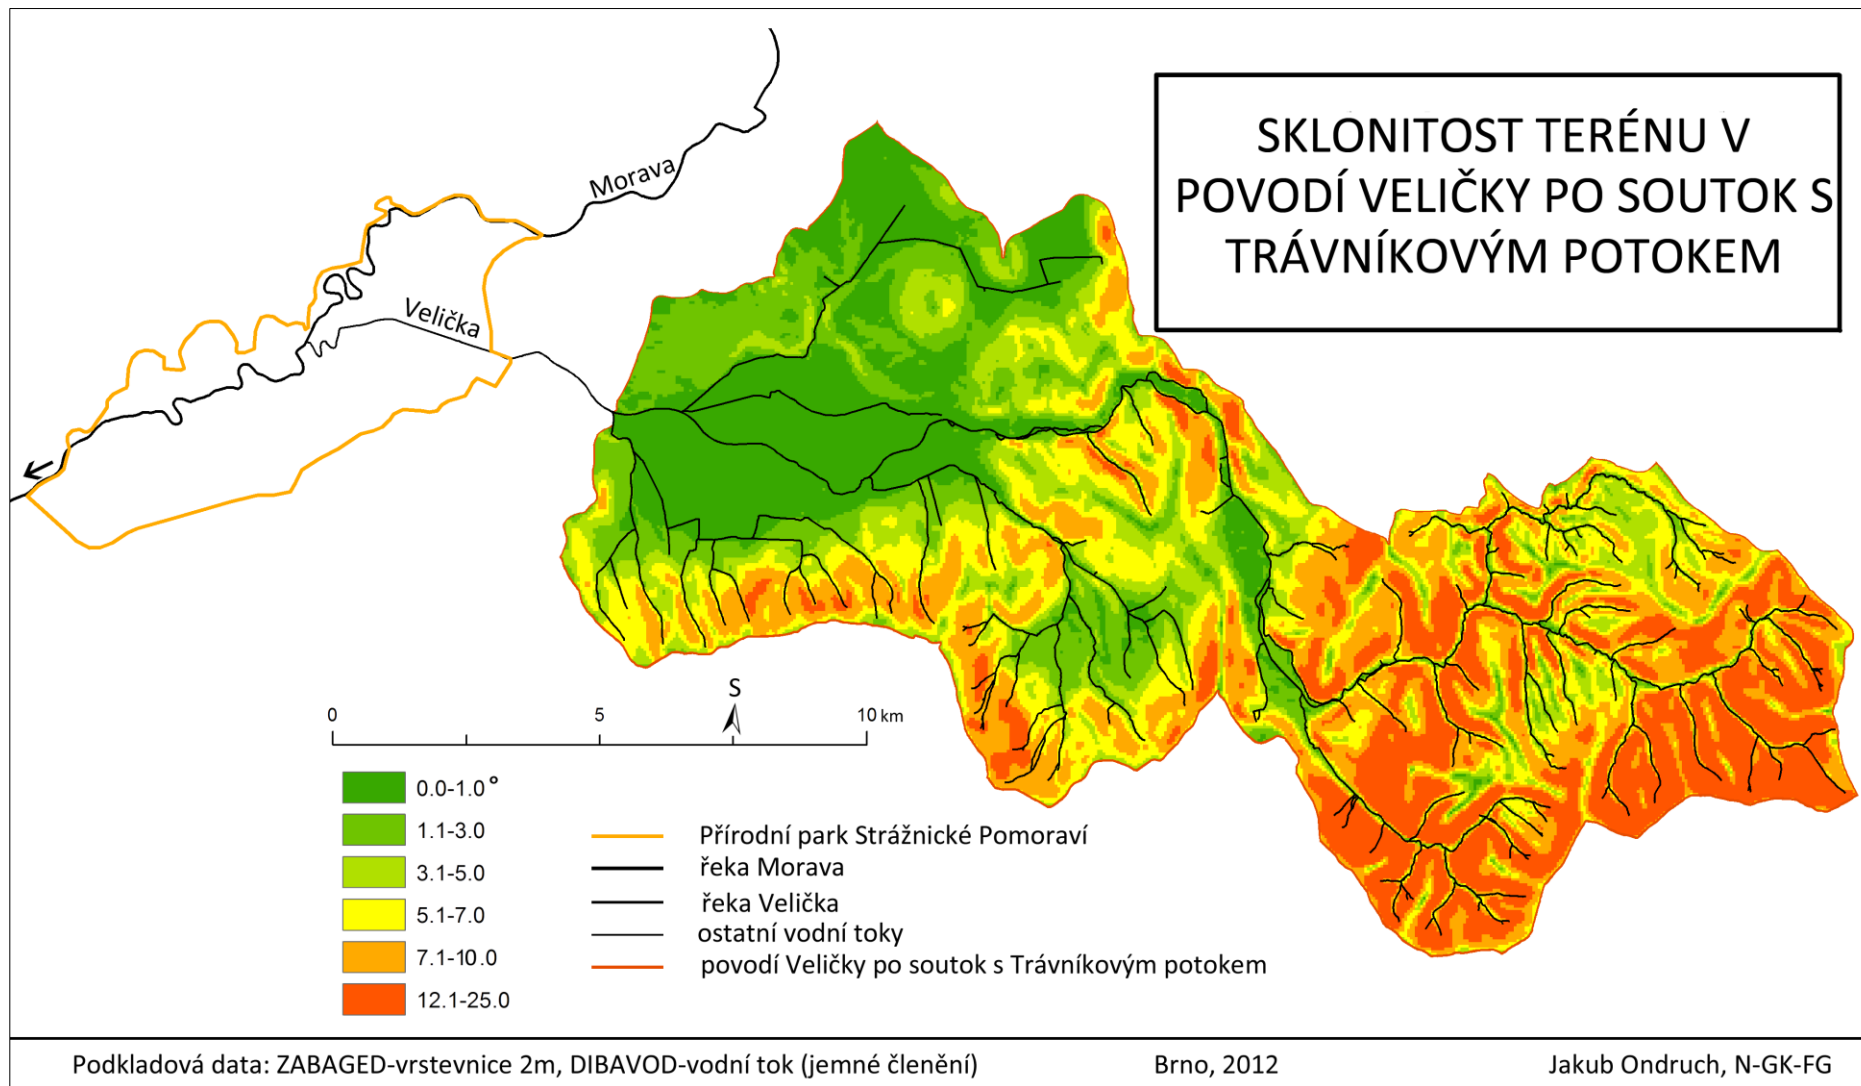 SKLONITOST TERÉNU V
POVODÍ VELIČKY PO SOUTOK S
TRÁVNÍKOVÝM POTOKEM
Morava
Velička
S
0 5 10 km
0.0-1.0°
1.1-3.0
3.1-5.0
5.1-7.0
7.1-10.0
12.1-25.0
Přírodní park Strážnické Pomoraví
řeka Morava
řeka Velička
ostatní vodní toky
povodí Veličky po soutok s Trávníkovým potokem
Podkladová data: ZABAGED-vrstevnice 2m, DIBAVOD-vodní tok (jemné členění) Brno, 2012 Jakub Ondruch, N-GK-FG